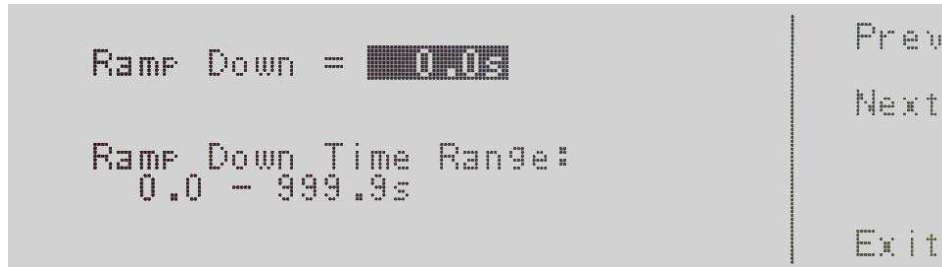 Ramp Down = 0.0s
Ramp Down Time Range:
0.0 - 999.9s
Prev
Next
Exit